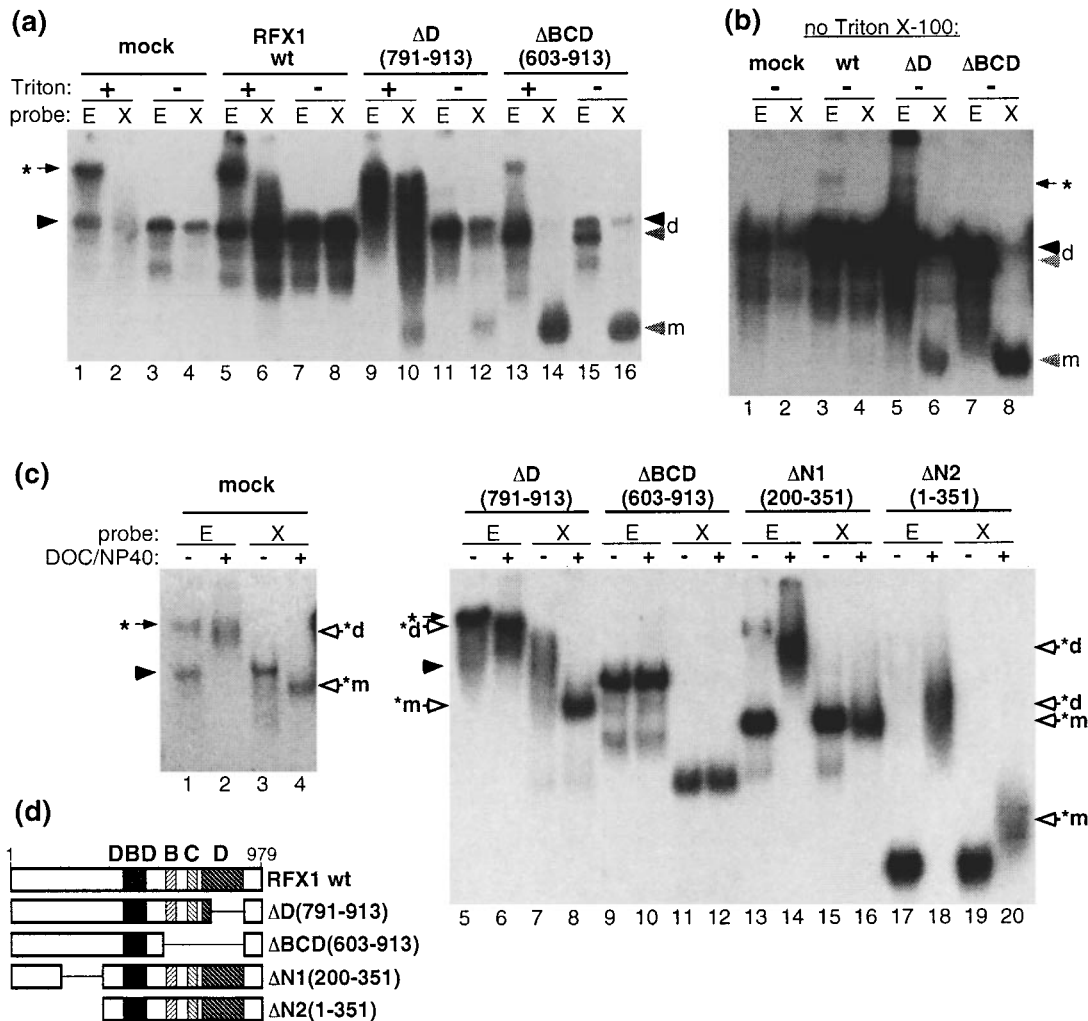 (a)
mock RFX1 wt ΔD (791-913) ΔBCD (603-913)
Triton: + - + - + - + -
probe: E X E X E X E X E X E X E X E X
*
d
m
1 2 3 4 5 6 7 8 9 10 11 12 13 14 15 16
(b)
no Triton X-100:
mock wt ΔD ΔBCD
- - - -
E X E X E X E X
*
d
m
1 2 3 4 5 6 7 8
(c)
mock
probe: E X
DOC/NP40: - + - +
*
*d
*m
1 2 3 4
ΔD (791-913) ΔBCD (603-913) ΔN1 (200-351) ΔN2 (1-351)
E X E X E X E X
- + - + - + - + - + - + - + - +
*
*d
*m
*d
*d
*m
*m
5 6 7 8 9 10 11 12 13 14 15 16 17 18 19 20
(d)
1 DBD B C D 979
RFX1 wt
ΔD(791-913)
ΔBCD(603-913)
ΔN1(200-351)
ΔN2(1-351)